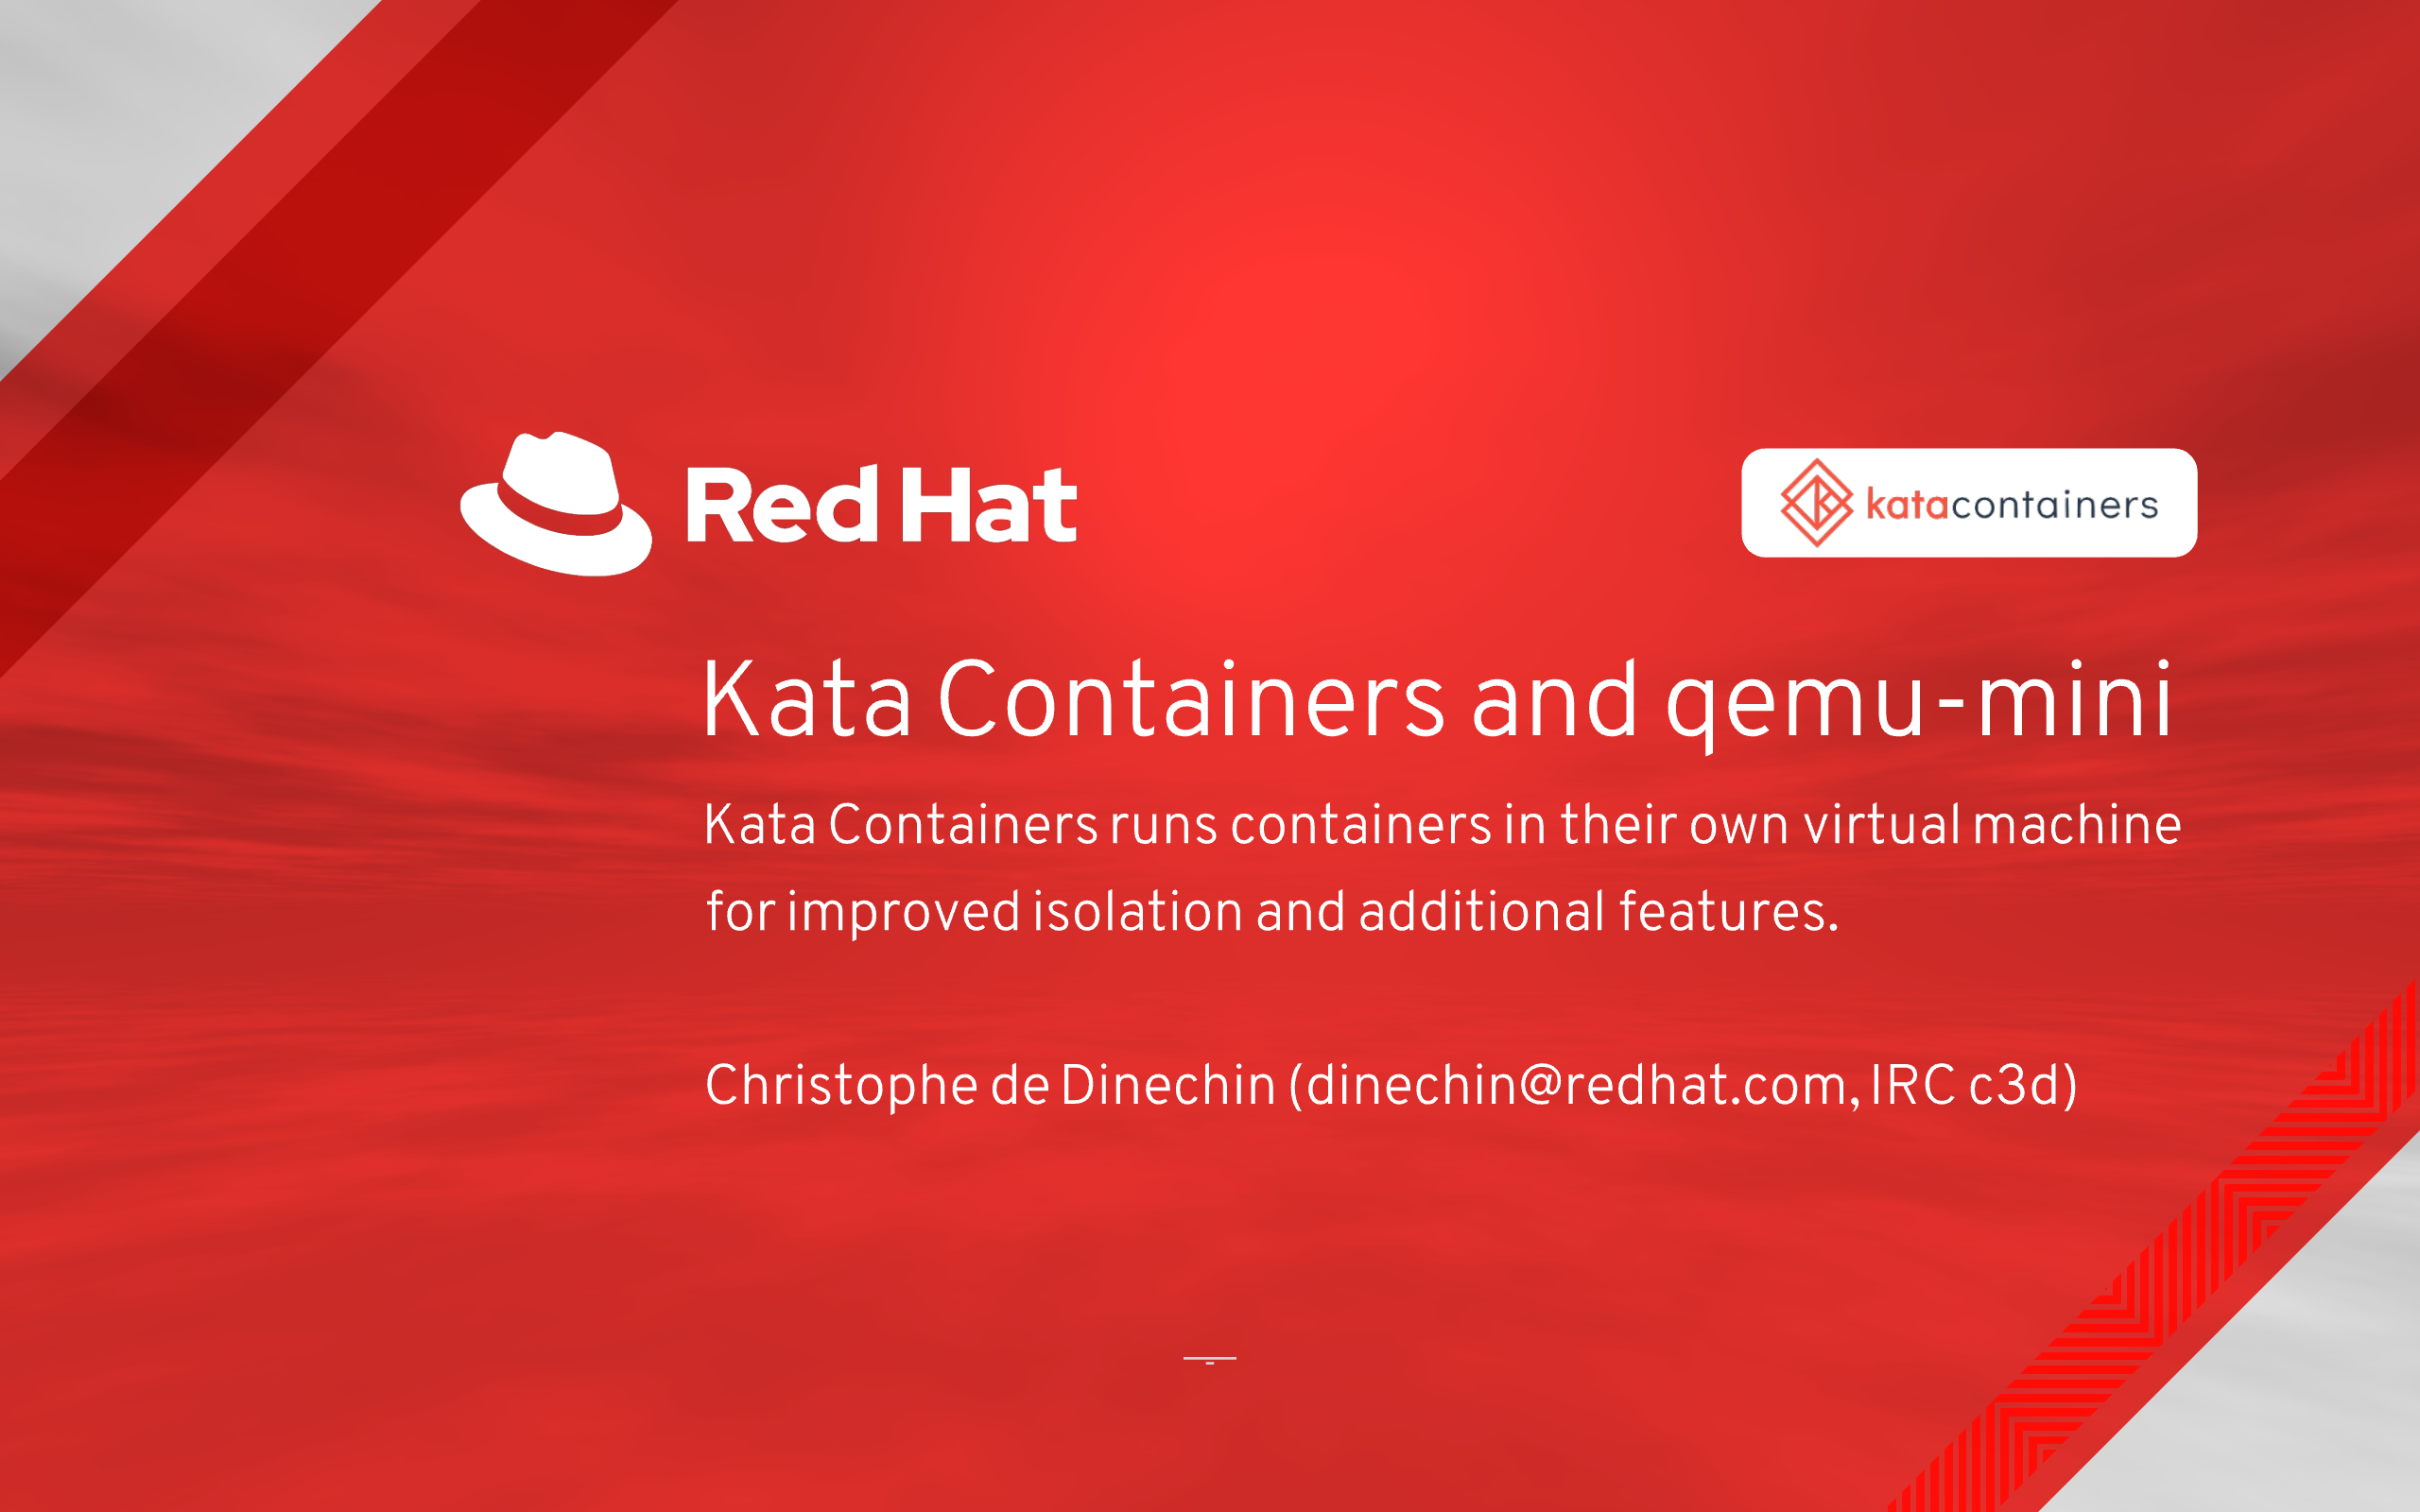 Red Hat
katacontainers
Kata Containers and qemu-mini
Kata Containers runs containers in their own virtual machine
for improved isolation and additional features.
Christophe de Dinechin (dinechin@redhat.com, IRC c3d)